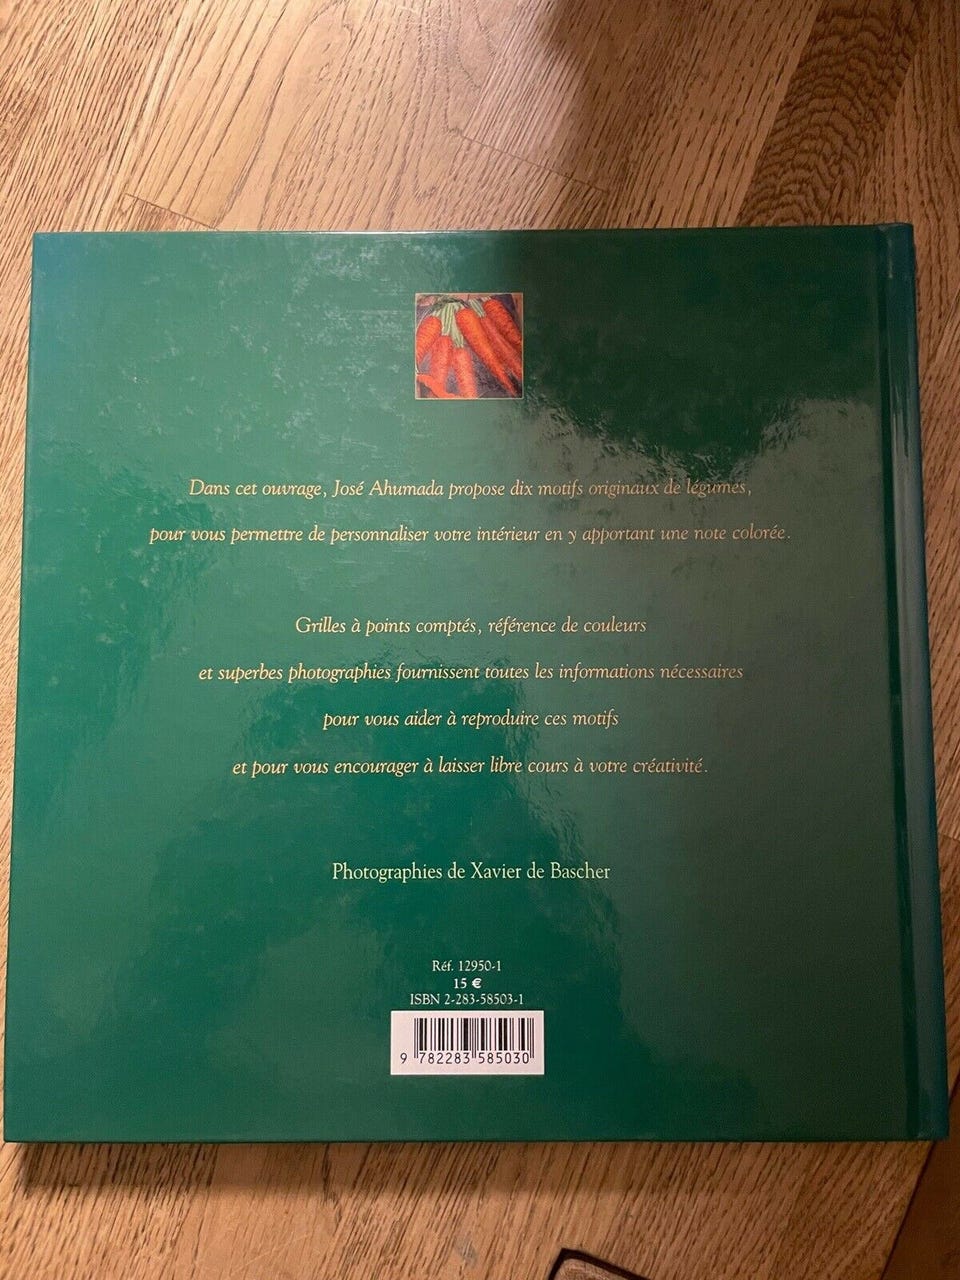 Dans cet ouvrage, José Ahumada propose dix motifs originaux de légumes,
pour vous permettre de personnaliser votre intérieur en y apportant une note colorée.
Grilles à points comptés, référence de couleurs
et superbes photographies fournissent toutes les informations nécessaires
pour vous aider à reproduire ces motifs
et pour vous encourager à laisser libre cours à votre créativité.
Photographies de Xavier de Bascher
Réf. 12950-1
15 €
ISBN 2-283-58503-1
9 782283 585030